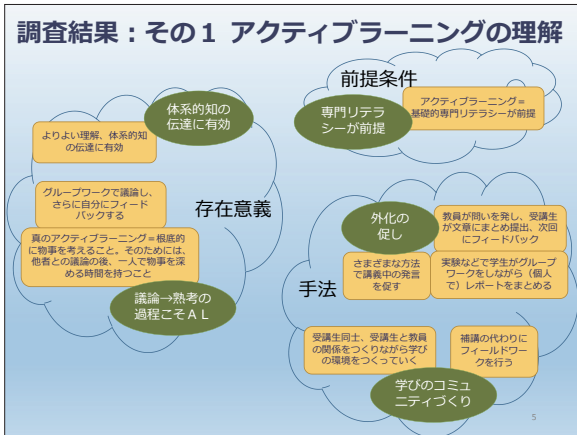 調査結果：その１ アクティブラーニングの理解
体系的知の
伝達に有効
よりよい理解、体系的知
の伝達に有効
グループワークで議論し、
さらに自分にフィード
バックする
存在意義
真のアクティブラーニング＝根底的
に物事を考えること。そのためには、
他者との議論の後、一人で物事を深
める時間を持つこと
議論→熟考の
過程こそＡＬ
前提条件
専門リテラ
シーが前提
アクティブラーニング＝
基礎的専門リテラシーが前提
外化の
促し
教員が問いを発し、受講生
が文章にまとめ提出、次回
にフィードバック
さまざまな方法
で講義中の発言
を促す
実験などで学生がグループ
ワークをしながら（個人
で）レポートをまとめる
手法
受講生同士、受講生と教員
の関係をつくりながら学び
の環境をつくっていく
補講の代わりに
フィールドワー
クを行う
学びのコミュ
ニティづくり
5